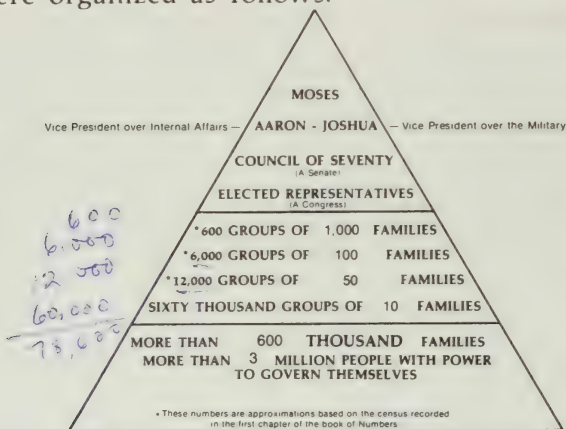 ere organized as follows:
MOSES
Vice President over Internal Affairs — AARON - JOSHUA — Vice President over the Military
COUNCIL OF SEVENTY
(A Senate)
ELECTED REPRESENTATIVES
(A Congress)
*600 GROUPS OF 1,000 FAMILIES
*6,000 GROUPS OF 100 FAMILIES
*12,000 GROUPS OF 50 FAMILIES
SIXTY THOUSAND GROUPS OF 10 FAMILIES
600
6,000
12 000
60,000
78,600
MORE THAN 600 THOUSAND FAMILIES
MORE THAN 3 MILLION PEOPLE WITH POWER
TO GOVERN THEMSELVES
* These numbers are approximations based on the census recorded
in the first chapter of the book of Numbers